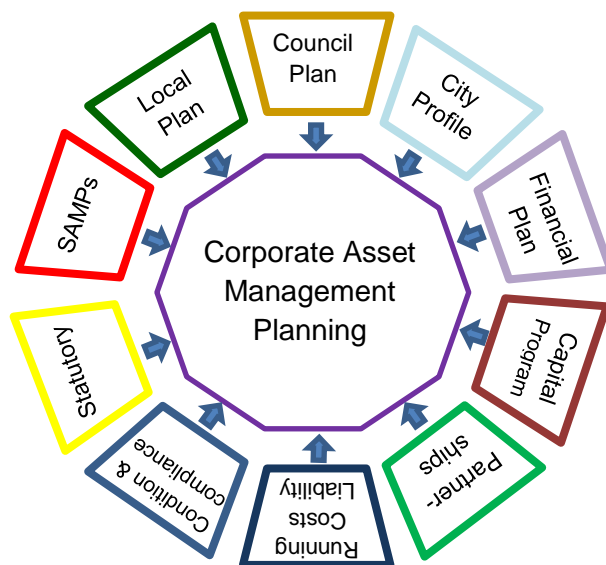 Council
Plan
City
Profile
Financial
Plan
Capital
Program
Partner-
ships
Running
Costs
Liability
Condition &
compliance
Statutory
SAMPs
Local
Plan
Corporate Asset
Management
Planning